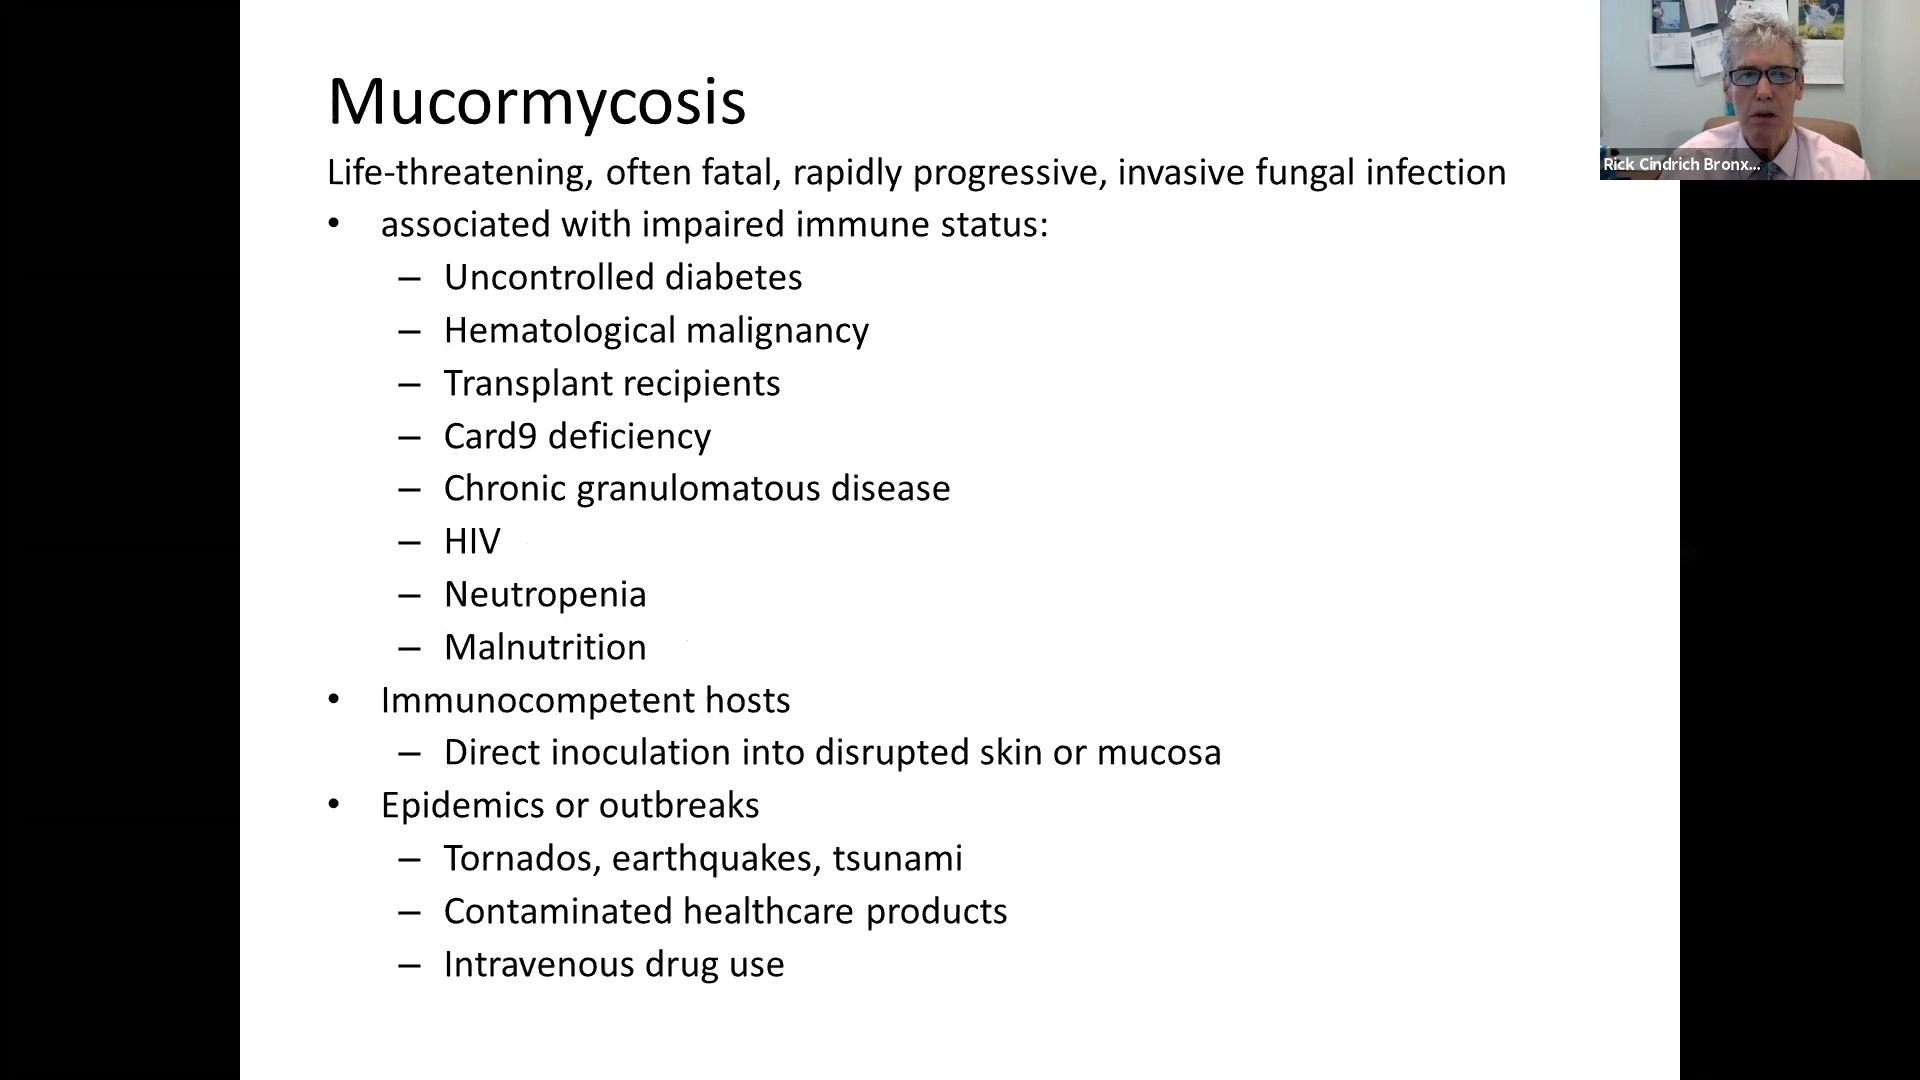 Mucormycosis
Life-threatening, often fatal, rapidly progressive, invasive fungal infection
• associated with impaired immune status:
– Uncontrolled diabetes
– Hematological malignancy
– Transplant recipients
– Card9 deficiency
– Chronic granulomatous disease
– HIV
– Neutropenia
– Malnutrition
• Immunocompetent hosts
– Direct inoculation into disrupted skin or mucosa
• Epidemics or outbreaks
– Tornados, earthquakes, tsunami
– Contaminated healthcare products
– Intravenous drug use
Rick Cindrich Bronx...